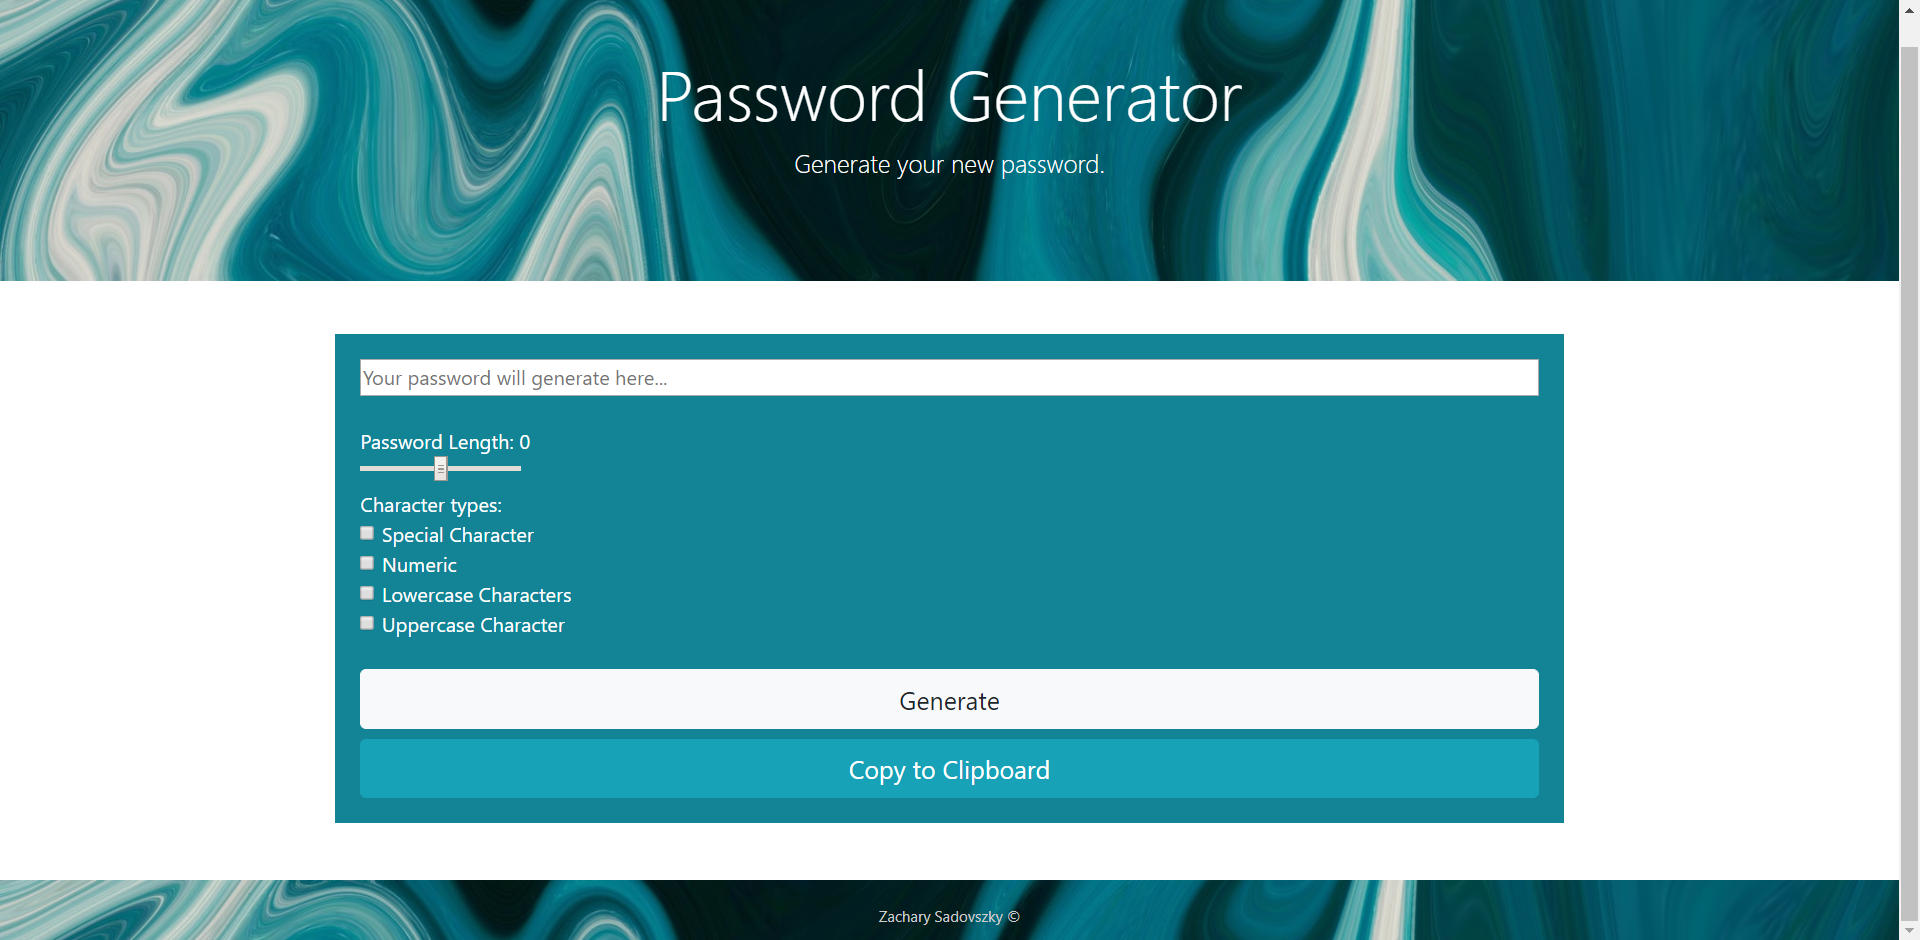 Password Generator
Generate your new password.
Your password will generate here...
Password Length: 0
Character types:
Special Character
Numeric
Lowercase Characters
Uppercase Character
Generate
Copy to Clipboard
Zachary Sadovszky ©